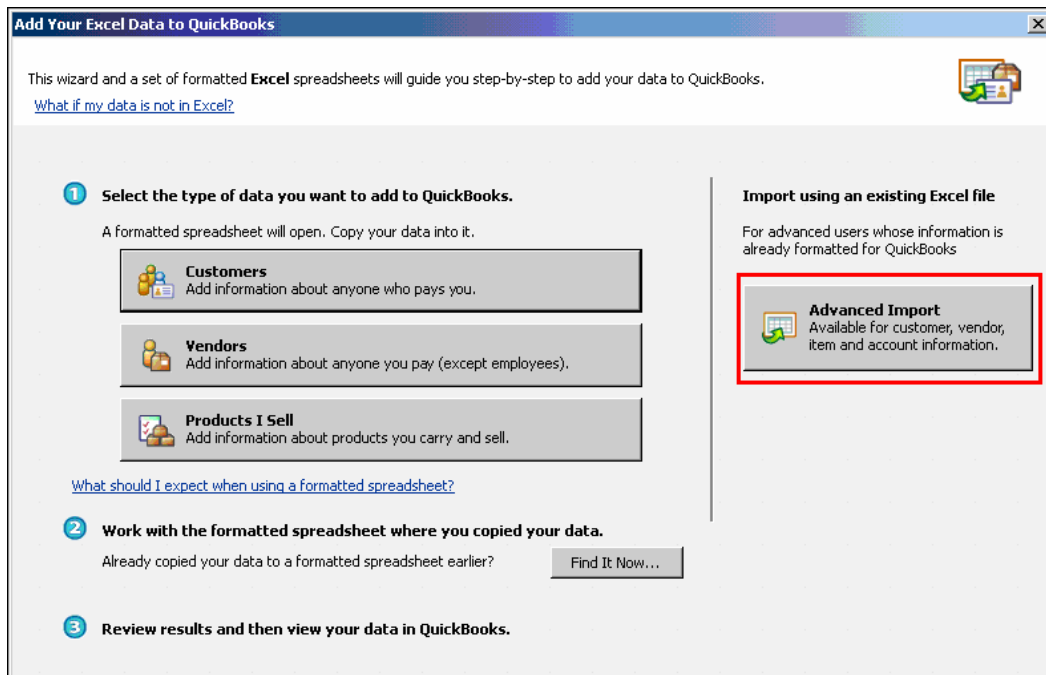 Add Your Excel Data to QuickBooks
This wizard and a set of formatted Excel spreadsheets will guide you step-by-step to add your data to QuickBooks.
What if my data is not in Excel?
1 Select the type of data you want to add to QuickBooks.
A formatted spreadsheet will open. Copy your data into it.
Customers
Add information about anyone who pays you.
Vendors
Add information about anyone you pay (except employees).
Products I Sell
Add information about products you carry and sell.
What should I expect when using a formatted spreadsheet?
2 Work with the formatted spreadsheet where you copied your data.
Already copied your data to a formatted spreadsheet earlier?
Find It Now...
3 Review results and then view your data in QuickBooks.
Import using an existing Excel file
For advanced users whose information is
already formatted for QuickBooks
Advanced Import
Available for customer, vendor,
item and account information.